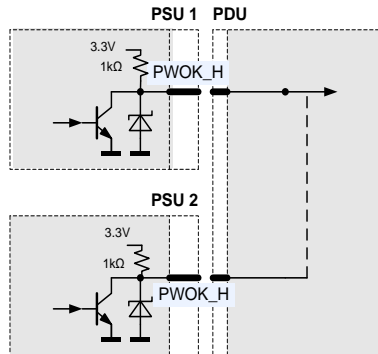 PSU 1 PDU
3.3V
1kΩ
PWOK_H
PSU 2
3.3V
1kΩ
PWOK_H